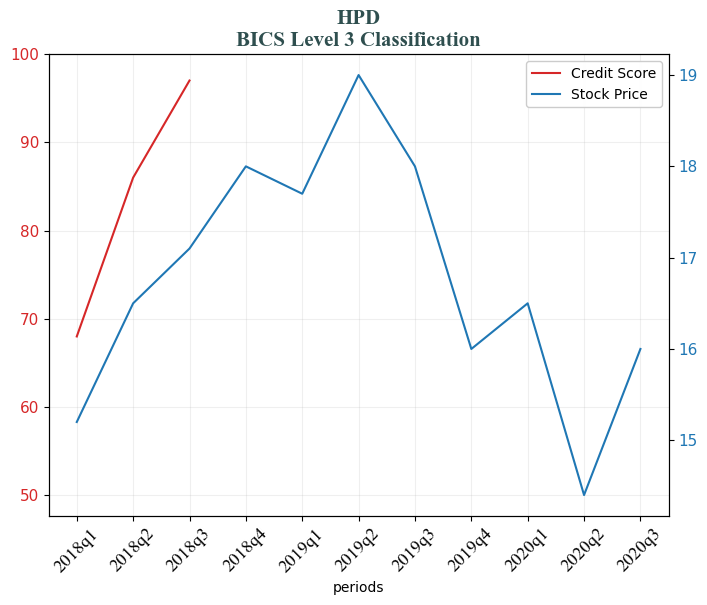 HPD
BICS Level 3 Classification
100
90
80
70
60
50
Credit Score
Stock Price
19
18
17
16
15
2018q1
2018q2
2018q3
2018q4
2019q1
2019q2
2019q3
2019q4
2020q1
2020q2
2020q3
periods